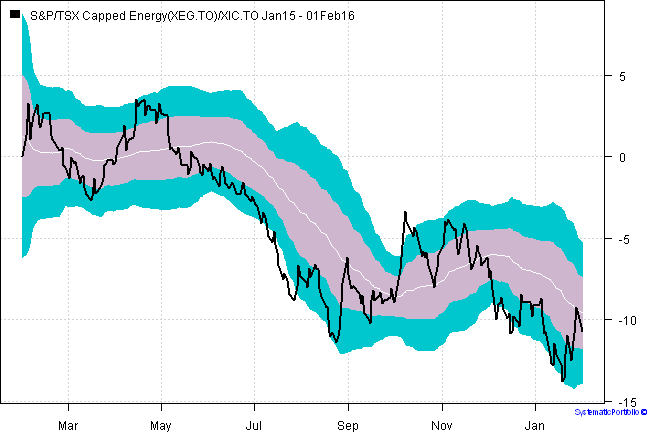 S&P/TSX Capped Energy(XEG.TO)/XIC.TO Jan15 - 01Feb16
5
0
-5
-10
-15
SystematicPortfolio ©
Mar May Jul Sep Nov Jan